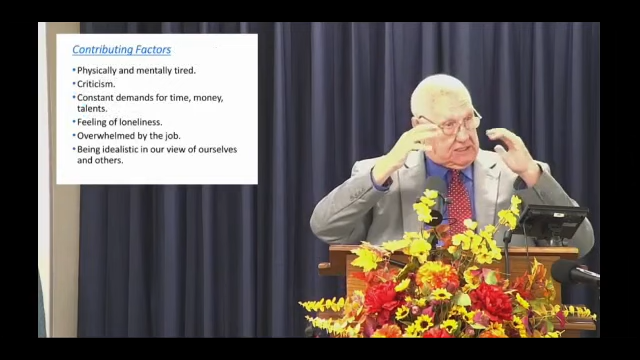 Contributing Factors
•Physically and mentally tired.
•Criticism.
•Constant demands for time, money,
talents.
•Feeling of loneliness.
•Overwhelmed by the job.
•Being idealistic in our view of ourselves
and others.